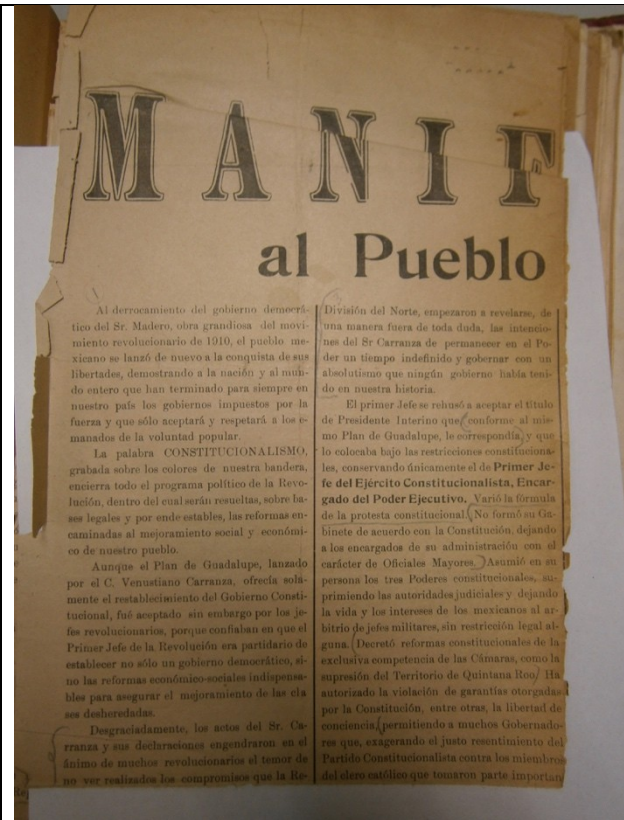 MANIF
al Pueblo
Al derrocamiento del gobierno democrá-
tico del Sr. Madero, obra grandiosa del movi-
miento revolucionario de 1910, el pueblo me-
xicano se lanzó de nuevo a la conquista de sus
libertades, demostrando a la nación y al mun-
do entero que han terminado para siempre en
nuestro país los gobiernos impuestos por la
fuerza y que sólo aceptará y respetará a los e-
manados de la voluntad popular.
La palabra CONSTITUCIONALISMO,
grabada sobre los colores de nuestra bandera,
encierra todo el programa político de la Revo-
lución, dentro del cual serán resueltas, sobre ba-
ses legales y por ende estables, las reformas en-
caminadas al mejoramiento social y económi-
co de nuestro pueblo.
Aunque el Plan de Guadalupe, lanzado
por el C. Venustiano Carranza, ofrecía sola-
mente el restablecimiento del Gobierno Consti-
tucional, fué aceptado sin embargo por los je-
fes revolucionarios, porque confiaban en que el
Primer Jefe de la Revolución era partidario de
establecer no sólo un gobierno democrático, si-
no las reformas económico-sociales indispensa-
bles para asegurar el mejoramiento de las cla
ses desheredadas.
Desgraciadamente, los actos del Sr. Ca-
rranza y sus declaraciones engendraron en el
ánimo de muchos revolucionarios el temor de
no ver realizados los compromisos que la Re-
División del Norte, empezaron a revelarse, de
una manera fuera de toda duda, las intencio-
nes del Sr Carranza de permanecer en el Po-
der un tiempo indefinido y gobernar con un
absolutismo que ningún gobierno había teni-
do en nuestra historia.
El primer Jefe se rehusó a aceptar el título
de Presidente Interino que conforme al mis-
mo Plan de Guadalupe, le correspondía, y que
lo colocaba bajo las restricciones constituciona-
les, conservando únicamente el de Primer Je-
fe del Ejército Constitucionalista, Encar-
gado del Poder Ejecutivo. Varió la fórmula
de la protesta constitucional. No formó su Ga-
binete de acuerdo con la Constitución, dejando
a los encargados de su administración con el
carácter de Oficiales Mayores. Asumió en su
persona los tres Poderes constitucionales, su-
primiendo las autoridades judiciales y dejando
la vida y los intereses de los mexicanos al ar-
bitrio de jefes militares, sin restricción legal al-
guna. Decretó reformas constitucionales de la
exclusiva competencia de las Cámaras, como la
supresión del Territorio de Quintana Roo. Ha
autorizado la violación de garantías otorgadas
por la Constitución, entre otras, la libertad de
conciencia, permitiendo a muchos Gobernado-
res que, exagerando el justo resentimiento del
Partido Constitucionalista contra los miembros
del clero católico que tomaron parte importan